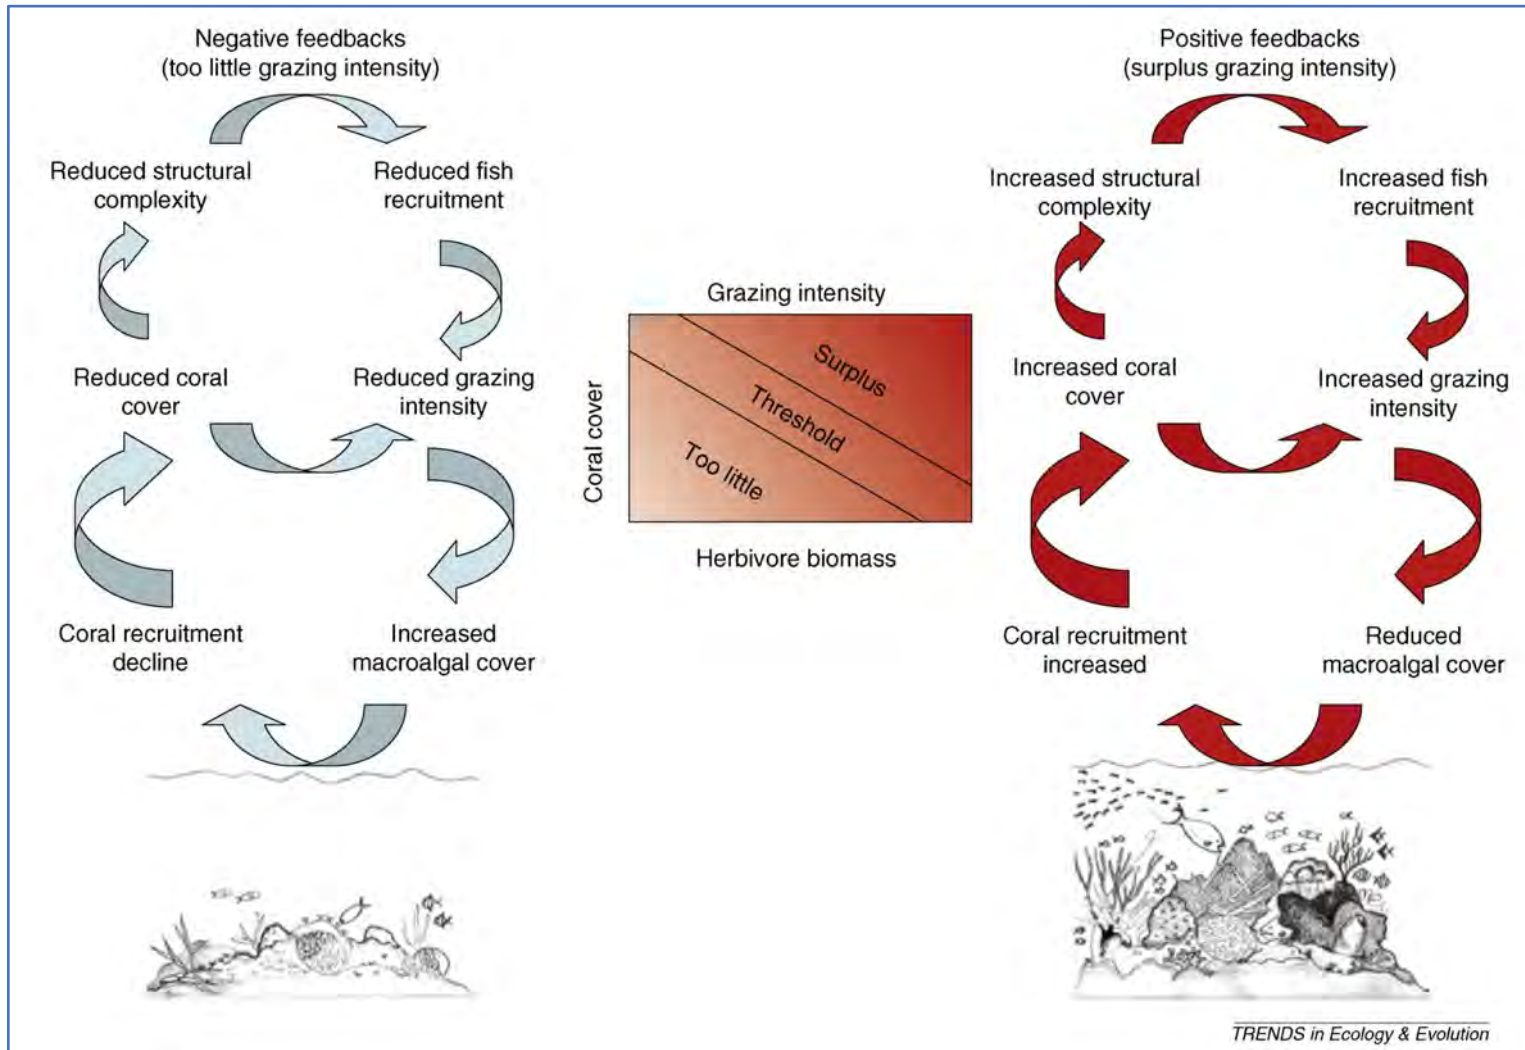 Negative feedbacks
(too little grazing intensity)
Reduced structural
complexity
Reduced fish
recruitment
Reduced coral
cover
Reduced grazing
intensity
Coral recruitment
decline
Increased
macroalgal cover
Grazing intensity
Coral cover
Surplus
Threshold
Too little
Herbivore biomass
Positive feedbacks
(surplus grazing intensity)
Increased structural
complexity
Increased fish
recruitment
Increased coral
cover
Increased grazing
intensity
Coral recruitment
increased
Reduced
macroalgal cover
TRENDS in Ecology & Evolution